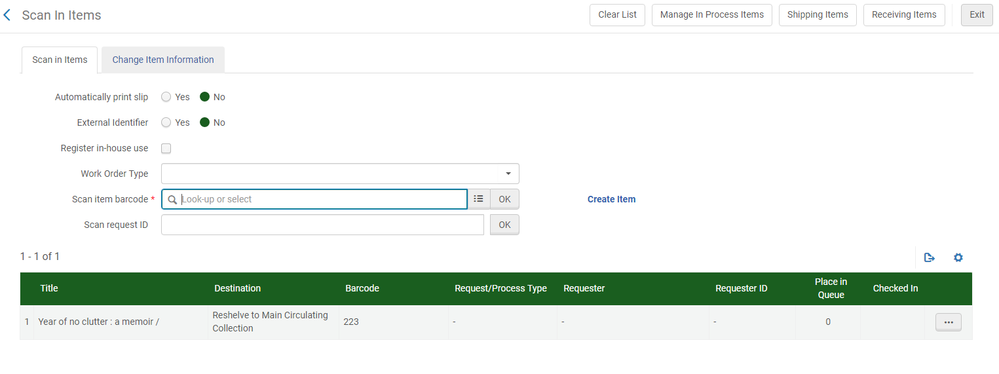 Scan In Items
Clear List
Manage In Process Items
Shipping Items
Receiving Items
Exit
Scan in Items
Change Item Information
Automatically print slip Yes No
External Identifier Yes No
Register in-house use
Work Order Type
Scan item barcode * Look-up or select OK Create Item
Scan request ID OK
1 - 1 of 1
Title Destination Barcode Request/Process Type Requester Requester ID Place in Queue Checked In
1 Year of no clutter : a memoir / Reshelve to Main Circulating Collection 223 - - - 0